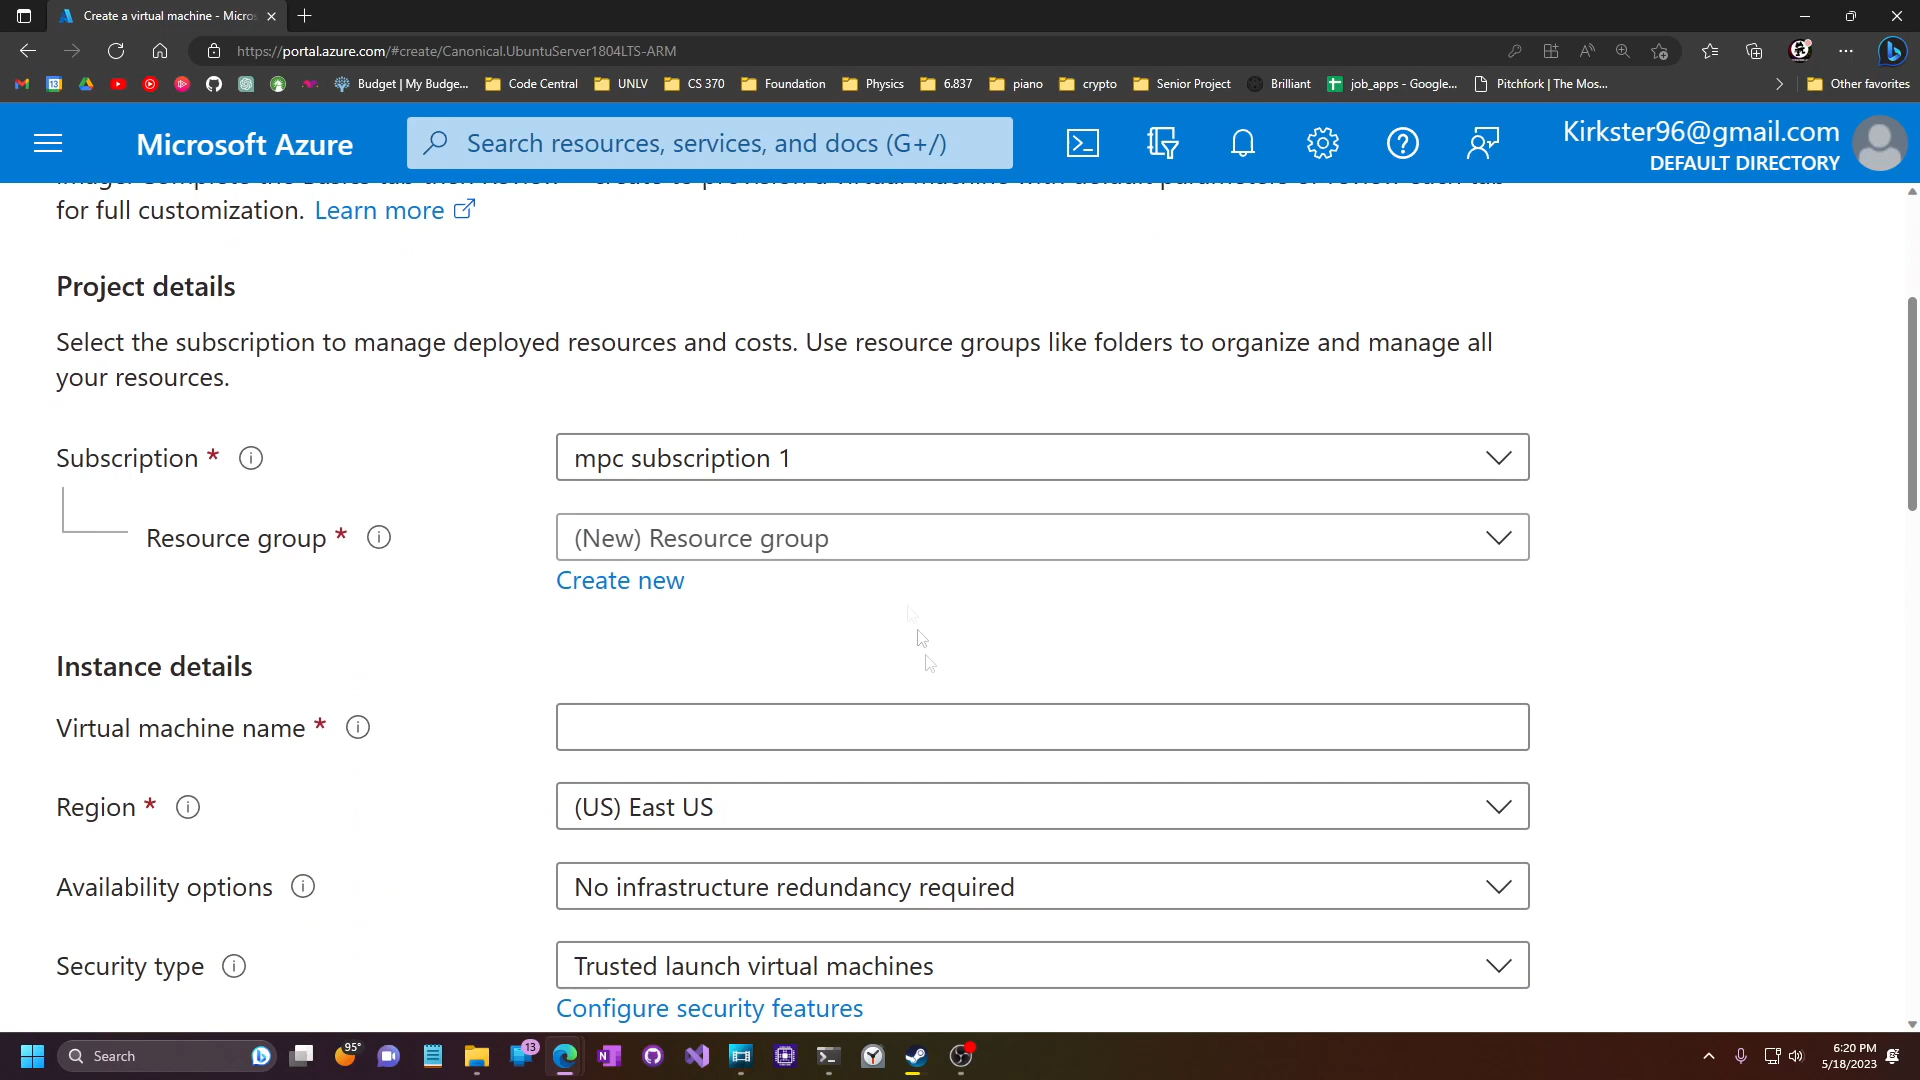 Create a virtual machine - Micros
https://portal.azure.com/#create/Canonical.UbuntuServer1804LTS-ARM
Budget | My Budge...
Code Central
UNLV
CS 370
Foundation
Physics
6.837
piano
crypto
Senior Project
Brilliant
job_apps - Google...
Pitchfork | The Mos...
Other favorites
Microsoft Azure
Search resources, services, and docs (G+/)
Kirkster96@gmail.com
DEFAULT DIRECTORY
for full customization. Learn more
Project details
Select the subscription to manage deployed resources and costs. Use resource groups like folders to organize and manage all
your resources.
Subscription *
mpc subscription 1
Resource group *
(New) Resource group
Create new
Instance details
Virtual machine name *
Region *
(US) East US
Availability options
No infrastructure redundancy required
Security type
Trusted launch virtual machines
Configure security features
Search
95°
13
6:20 PM
5/18/2023